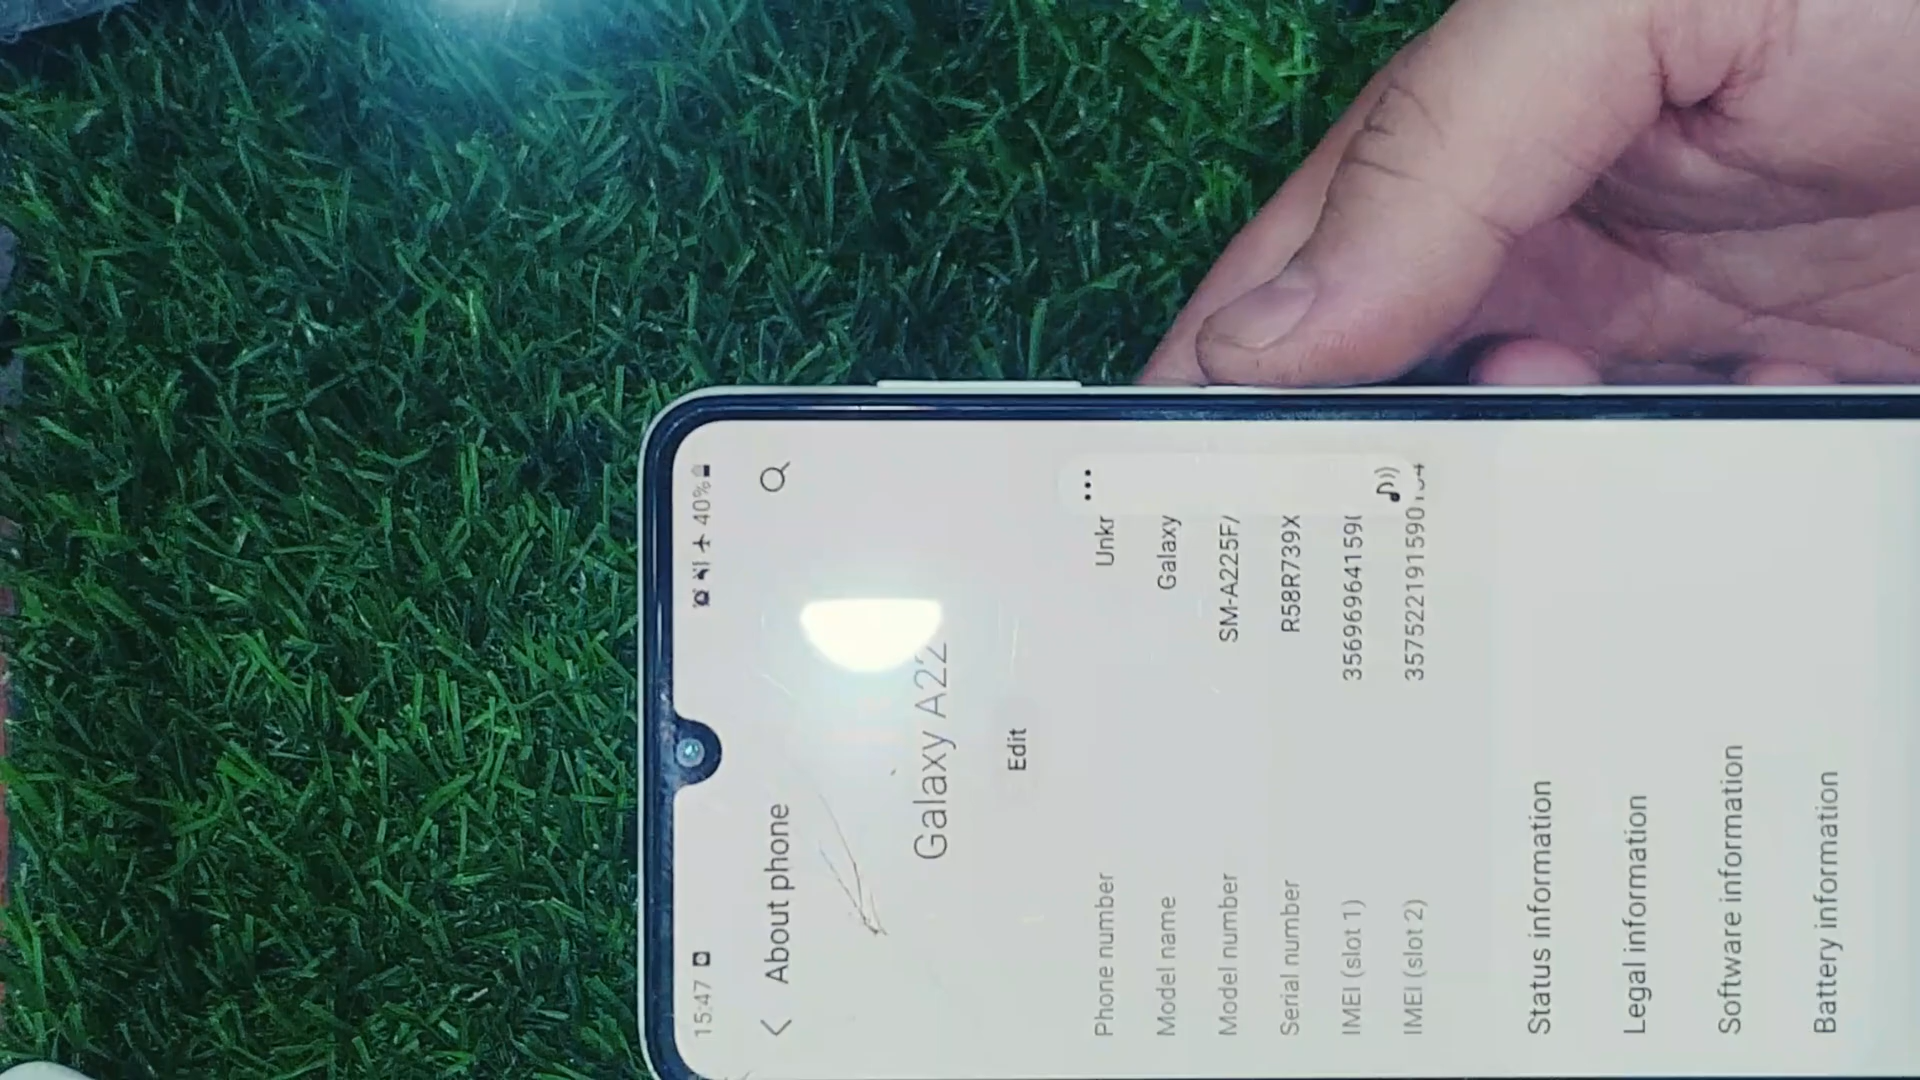 15:47
40%
About phone
Galaxy A22
Edit
Phone number Unkr
Model name Galaxy
Model number SM-A225F/
Serial number R58R739X
IMEI (slot 1) 35696964159
IMEI (slot 2) 357522191590
Status information
Legal information
Software information
Battery information